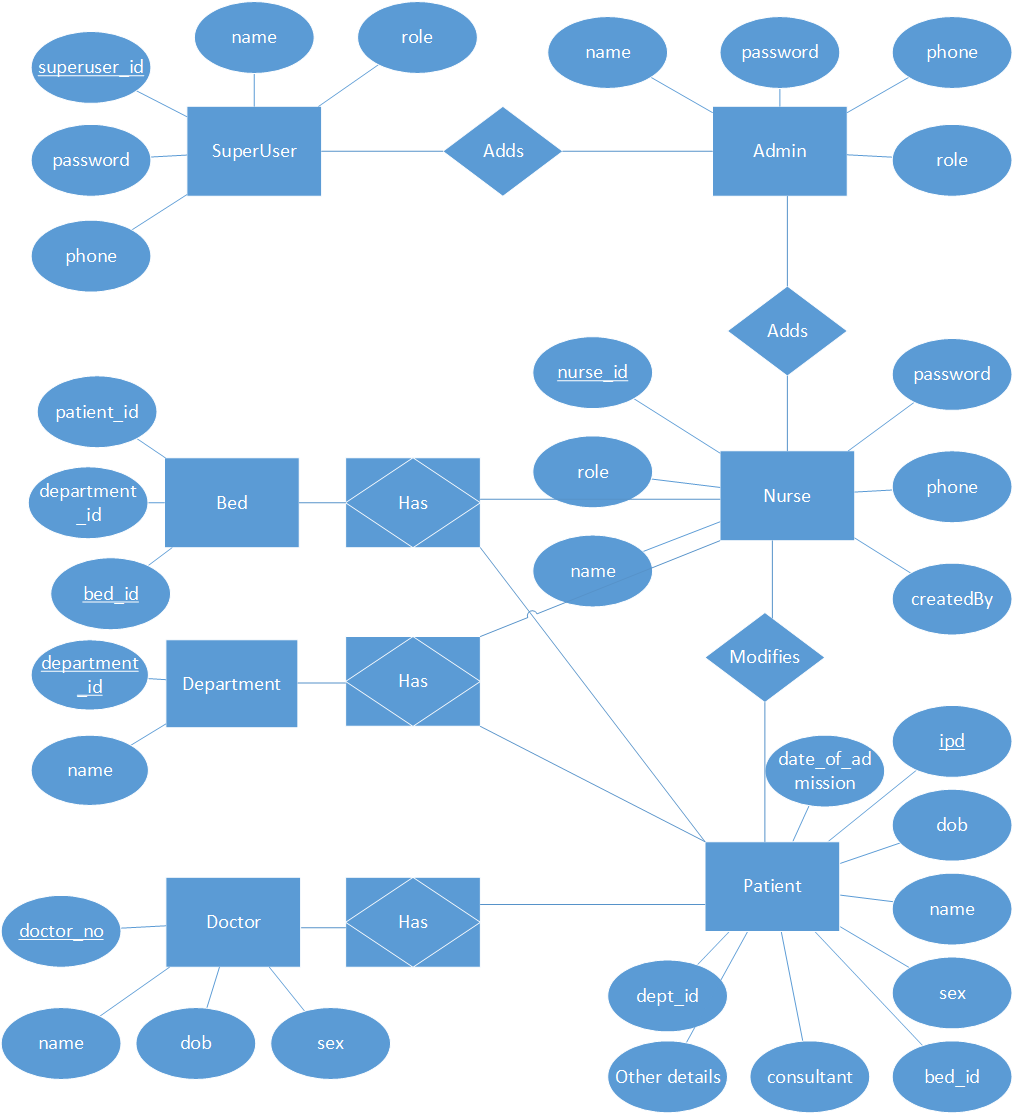 name
role
superuser_id
password
SuperUser
phone
Adds
name
password
phone
Admin
role
Adds
nurse_id
password
role
Nurse
phone
name
createdBy
patient_id
department
_id
Bed
bed_id
Has
department
_id
Department
name
Has
Modifies
date_of_ad
mission
ipd
dob
Patient
name
sex
dept_id
Other details
consultant
bed_id
doctor_no
Doctor
Has
name
dob
sex